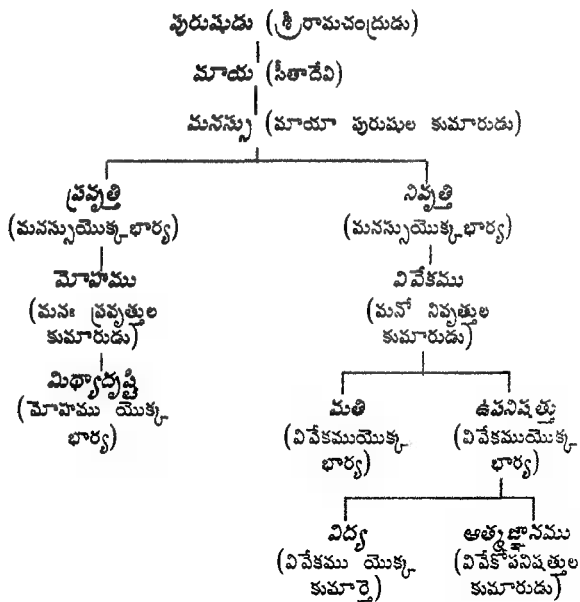 పురుషుడు (శ్రీరామచంద్రుడు)
మాయ (సీతాదేవి)
మనస్సు (మాయా పురుషుల కుమారుడు)
ప్రవృత్తి నివృత్తి
(మనస్సుయొక్క భార్య) (మనస్సుయొక్క భార్య)
మోహము వివేకము
(మనః ప్రవృత్తుల (మనో నివృత్తుల
కుమారుడు) కుమారుడు)
మిథ్యాదృష్టి
(మోహము యొక్క
భార్య)
మతి ఉపనిషత్తు
(వివేకముయొక్క (వివేకముయొక్క
భార్య) భార్య)
విద్య ఆత్మజ్ఞానము
(వివేకము యొక్క (వివేకోపనిషత్తుల
కుమార్తె) కుమారుడు)